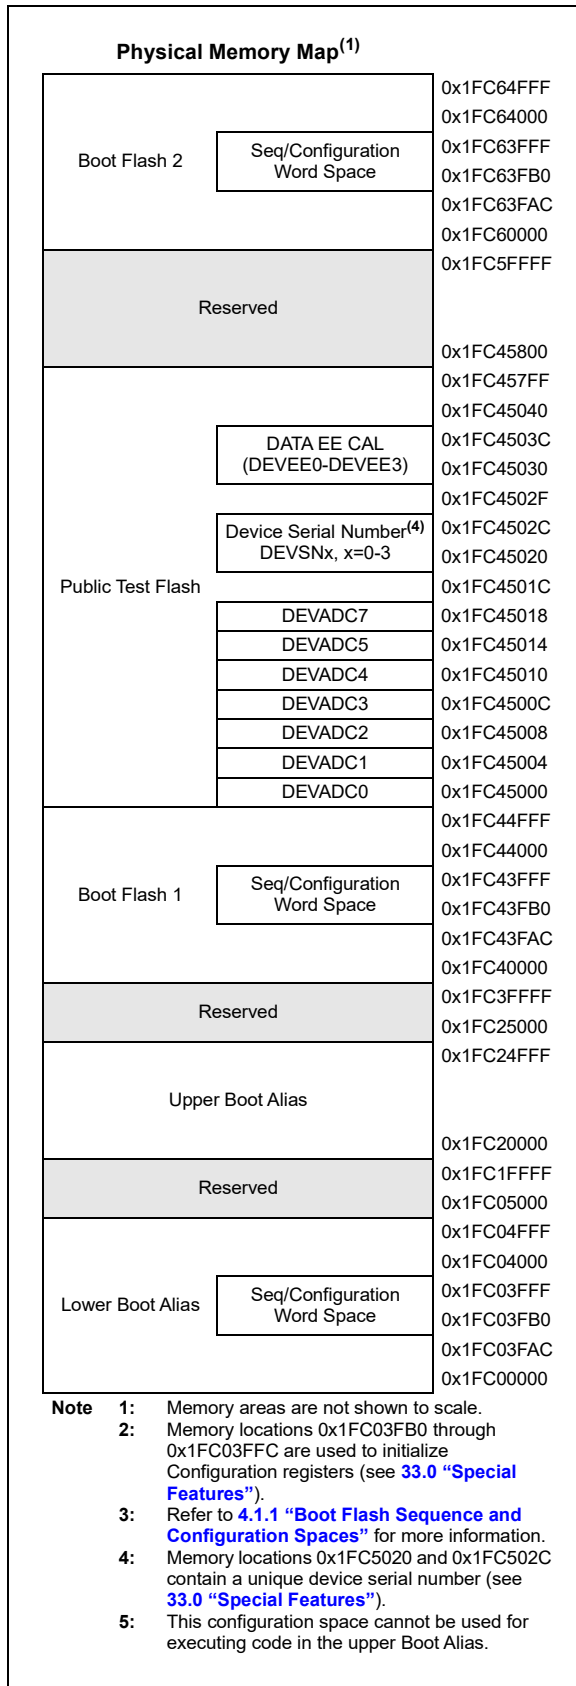 Physical Memory Map(1)
0x1FC64FFF
0x1FC64000
Boot Flash 2
Seq/Configuration
Word Space
0x1FC63FFF
0x1FC63FB0
0x1FC63FAC
0x1FC60000
Reserved
0x1FC5FFFF
0x1FC45800
Public Test Flash
0x1FC457FF
0x1FC45040
DATA EE CAL
(DEVEE0-DEVEE3)
0x1FC4503C
0x1FC45030
0x1FC4502F
Device Serial Number(4)
DEVSNx, x=0-3
0x1FC4502C
0x1FC45020
0x1FC4501C
DEVADC7 0x1FC45018
DEVADC5 0x1FC45014
DEVADC4 0x1FC45010
DEVADC3 0x1FC4500C
DEVADC2 0x1FC45008
DEVADC1 0x1FC45004
DEVADC0 0x1FC45000
0x1FC44FFF
0x1FC44000
Boot Flash 1
Seq/Configuration
Word Space
0x1FC43FFF
0x1FC43FB0
0x1FC43FAC
0x1FC40000
Reserved
0x1FC3FFFF
0x1FC25000
Upper Boot Alias
0x1FC24FFF
0x1FC20000
Reserved
0x1FC1FFFF
0x1FC05000
0x1FC04FFF
0x1FC04000
Lower Boot Alias
Seq/Configuration
Word Space
0x1FC03FFF
0x1FC03FB0
0x1FC03FAC
0x1FC00000
Note 1: Memory areas are not shown to scale.
2: Memory locations 0x1FC03FB0 through
0x1FC03FFC are used to initialize
Configuration registers (see 33.0 “Special
Features”).
3: Refer to 4.1.1 “Boot Flash Sequence and
Configuration Spaces” for more information.
4: Memory locations 0x1FC5020 and 0x1FC502C
contain a unique device serial number (see
33.0 “Special Features”).
5: This configuration space cannot be used for
executing code in the upper Boot Alias.